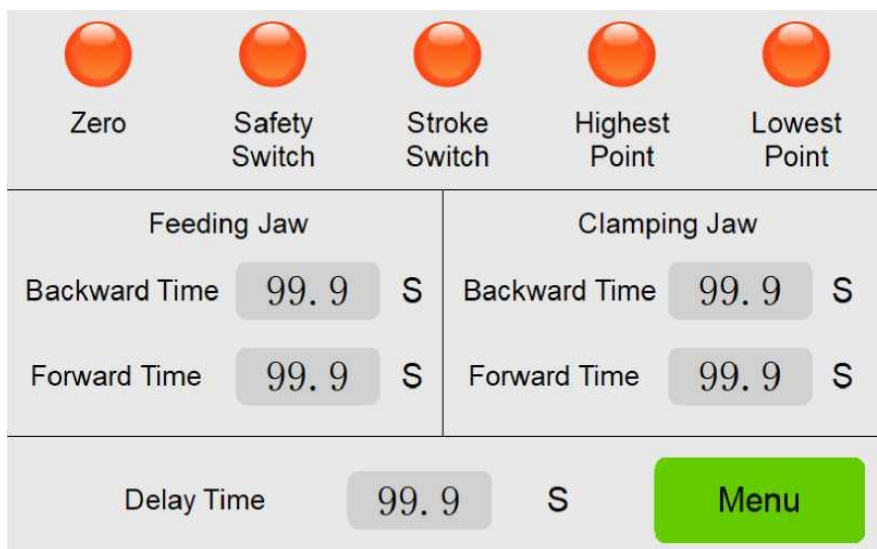 Zero
Safety
Switch
Stroke
Switch
Highest
Point
Lowest
Point
Feeding Jaw
Backward Time 99.9 S
Forward Time 99.9 S
Clamping Jaw
Backward Time 99.9 S
Forward Time 99.9 S
Delay Time 99.9 S
Menu